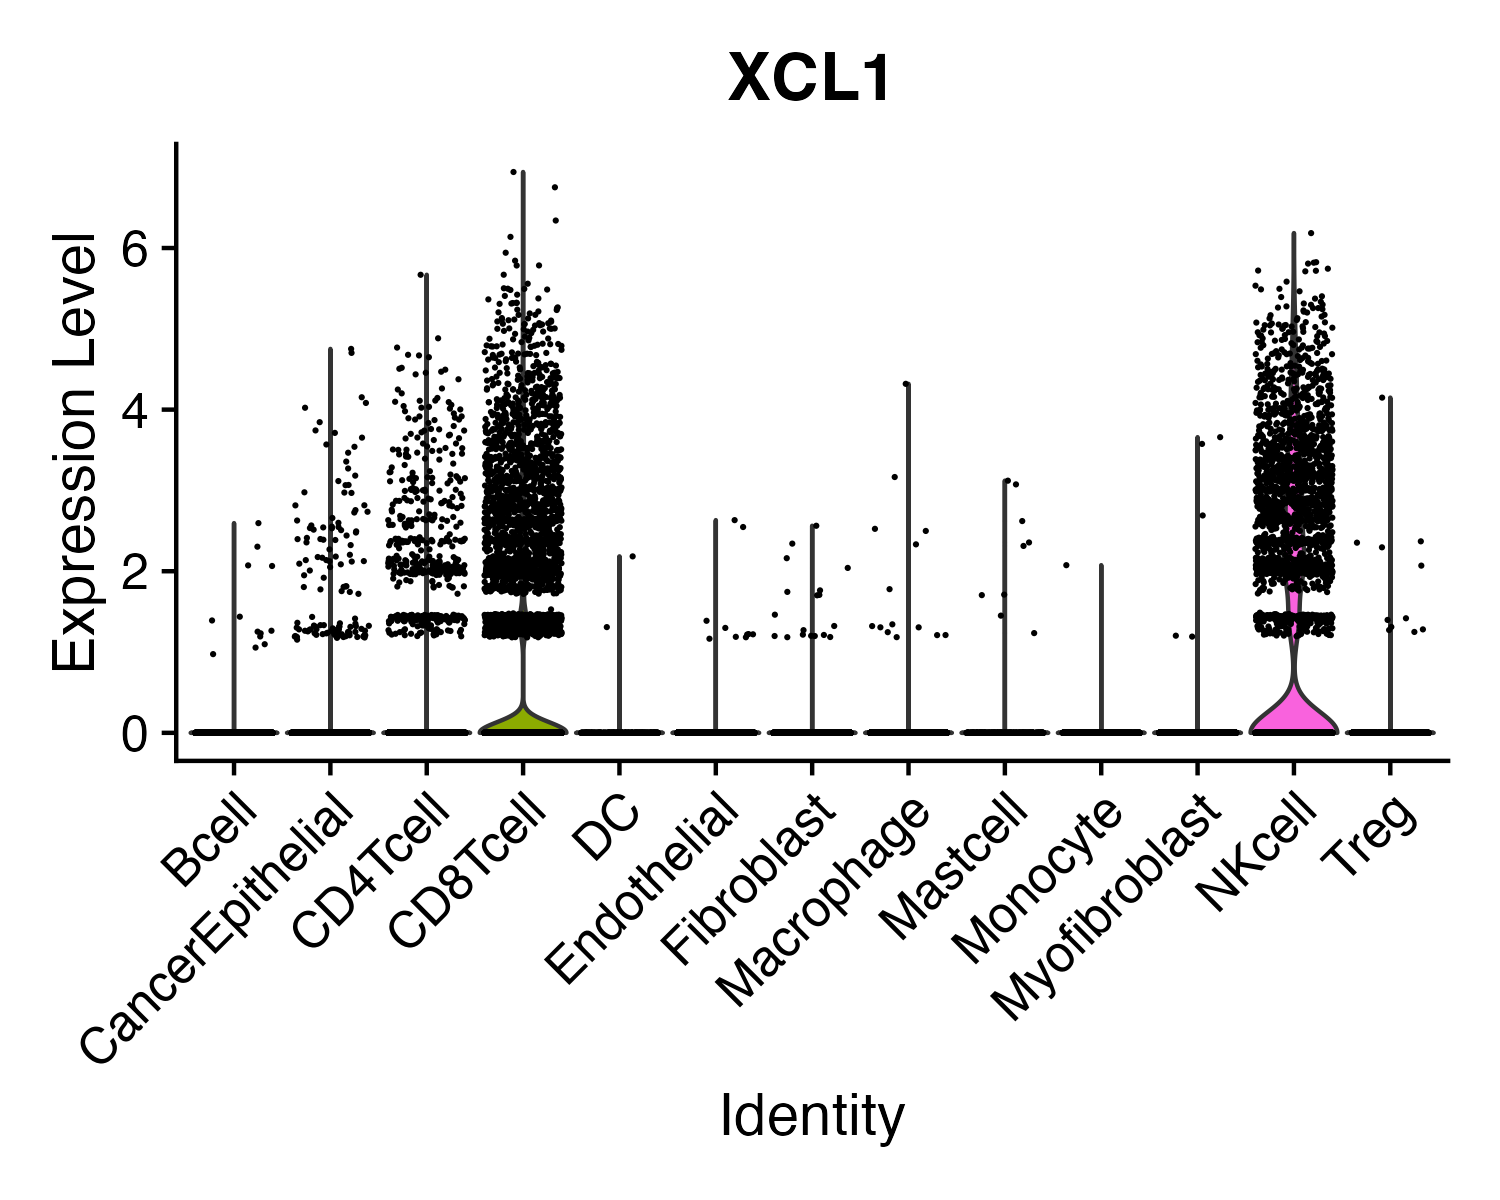 XCL1
Expression Level
6
4
2
0
Bcell
CancerEpithelial
CD4Tcell
CD8Tcell
DC
Endothelial
Fibroblast
Macrophage
Mastcell
Monocyte
Myofibroblast
NKcell
Treg
Identity